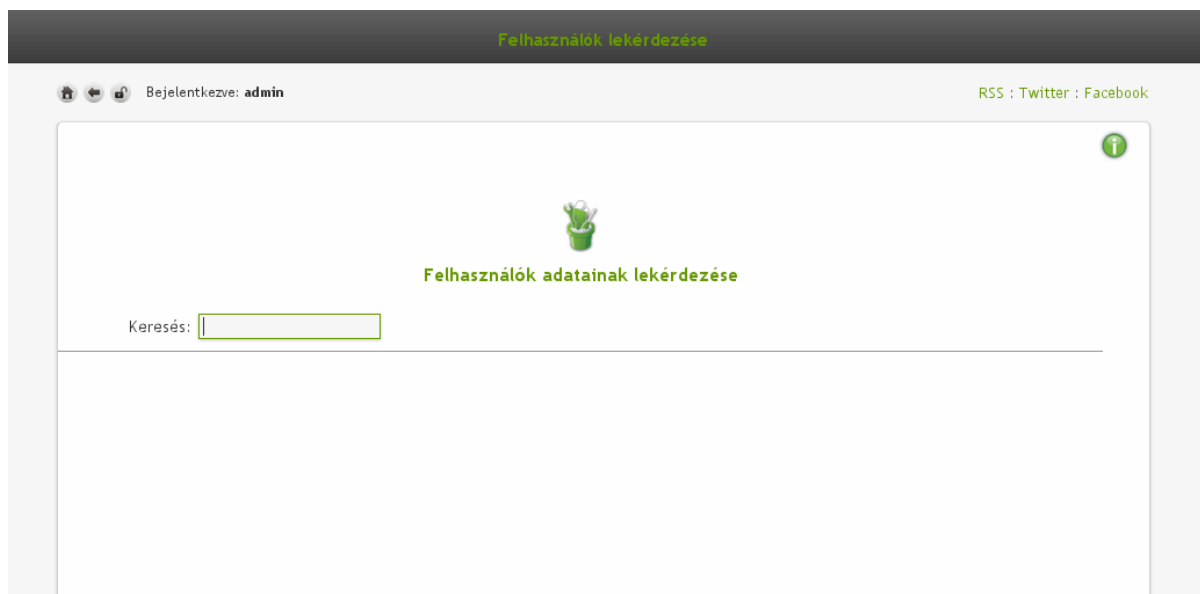 Felhasználók lekérdezése
Bejelentkezve: admin
RSS : Twitter : Facebook
Felhasználók adatainak lekérdezése
Keresés: